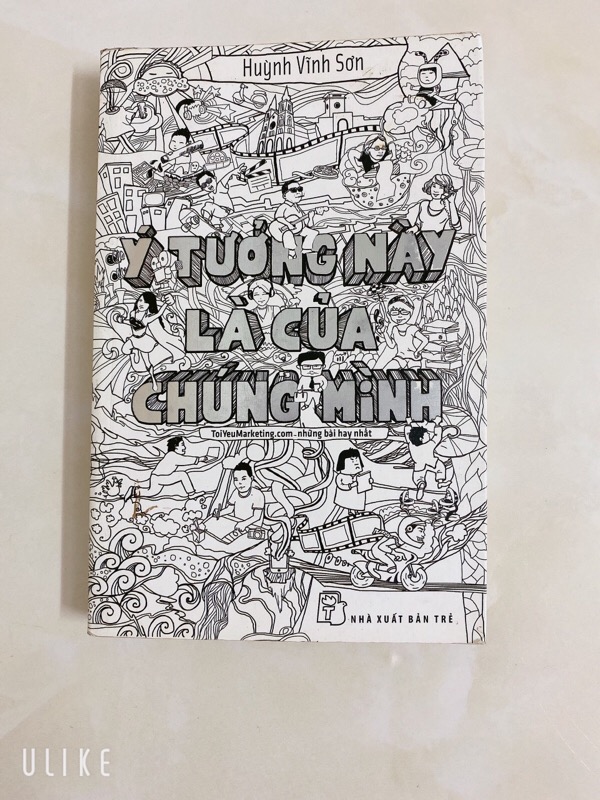 Huỳnh Vĩnh Sơn
Ý TƯỞNG NÀY
LÀ CỦA
CHÚNG MÌNH
ToiYeuMarketing.com - những bài hay nhất
NHÀ XUẤT BẢN TRẺ
ULIKE